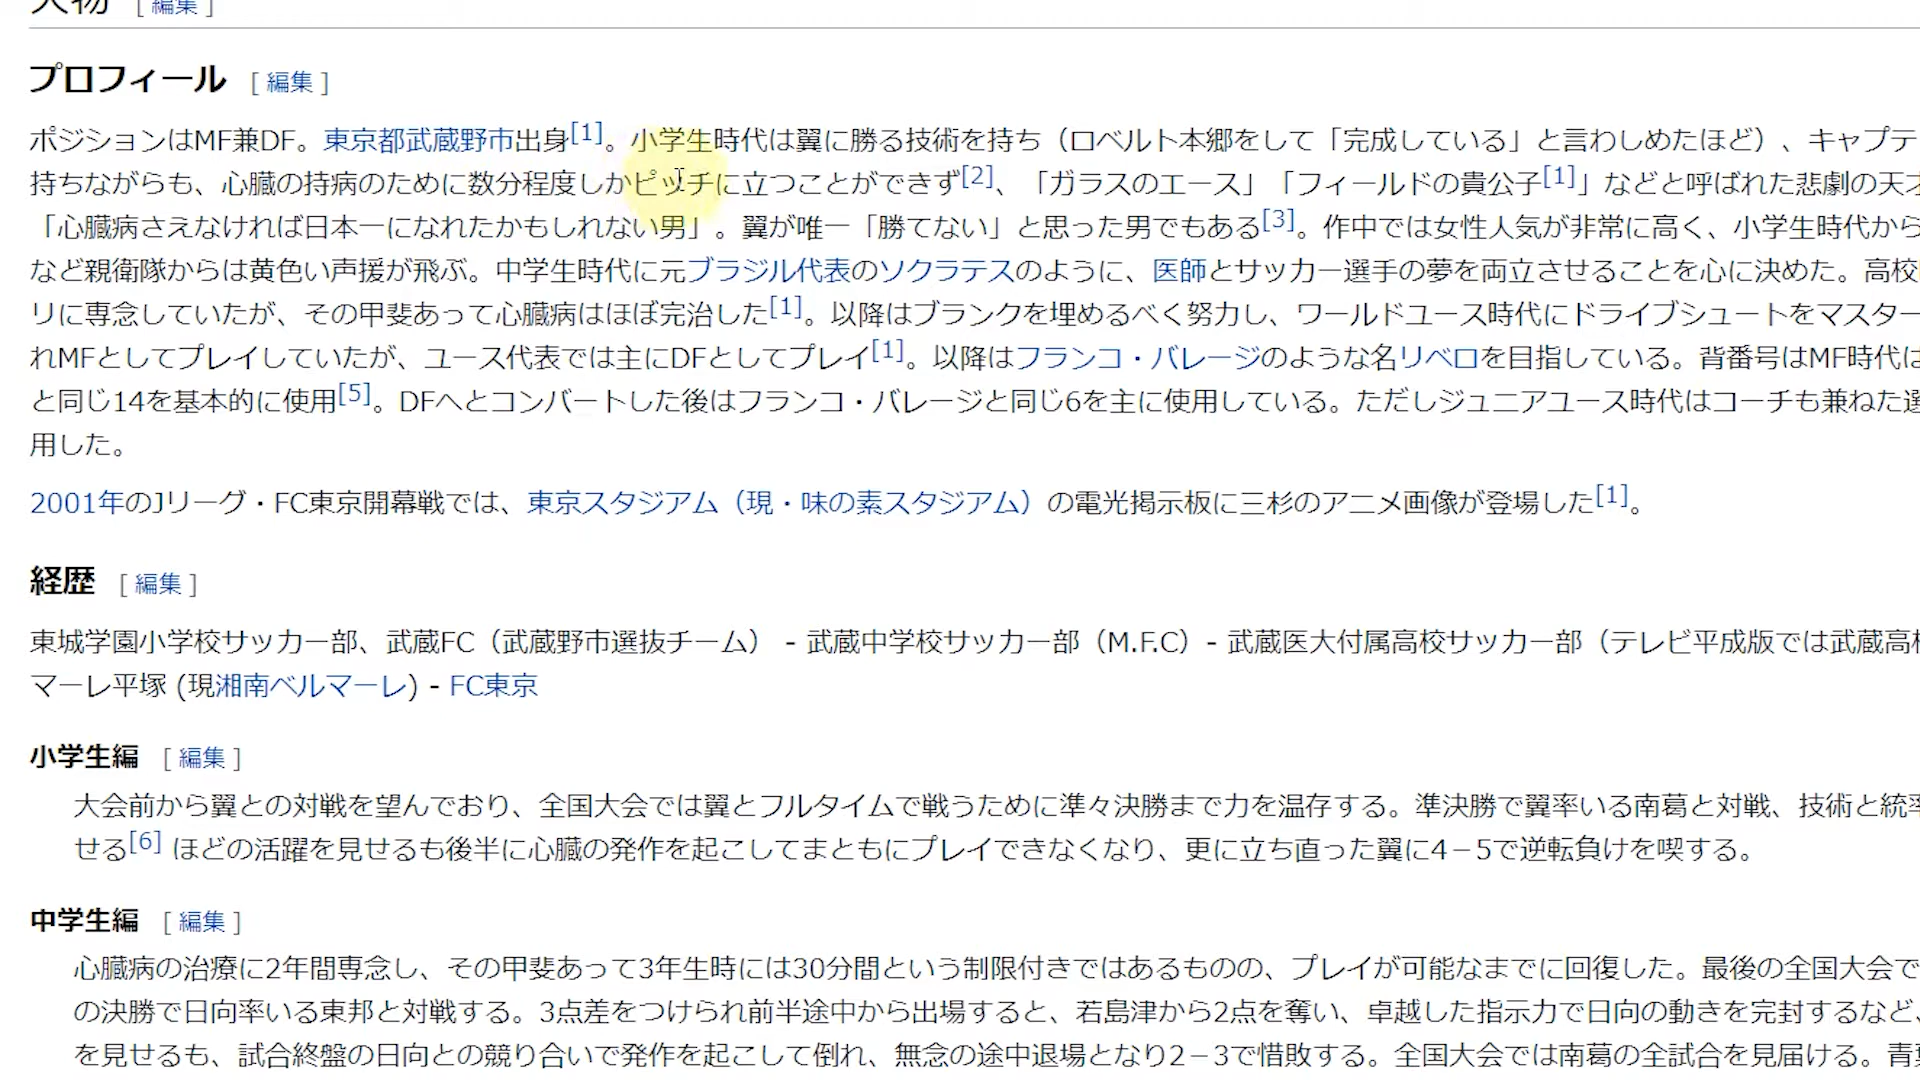 人物 [ 編集 ]
プロフィール [ 編集 ]
ポジションはMF兼DF。東京都武蔵野市出身[1]。小学生時代は翼に勝る技術を持ち（ロベルト本郷をして「完成している」と言わしめたほど）、キャプテ
持ちながらも、心臓の持病のために数分程度しかピッチに立つことができず[2]、「ガラスのエース」「フィールドの貴公子[1]」などと呼ばれた悲劇の天才
「心臓病さえなければ日本一になれたかもしれない男」。翼が唯一「勝てない」と思った男でもある[3]。作中では女性人気が非常に高く、小学生時代から
など親衛隊からは黄色い声援が飛ぶ。中学生時代に元ブラジル代表のソクラテスのように、医師とサッカー選手の夢を両立させることを心に決めた。高校
リに専念していたが、その甲斐あって心臓病はほぼ完治した[1]。以降はブランクを埋めるべく努力し、ワールドユース時代にドライブシュートをマスター
れMFとしてプレイしていたが、ユース代表では主にDFとしてプレイ[1]。以降はフランコ・バレージのような名リベロを目指している。背番号はMF時代は
と同じ14を基本的に使用[5]。DFへとコンバートした後はフランコ・バレージと同じ6を主に使用している。ただしジュニアユース時代はコーチも兼ねた選
用した。
2001年のJリーグ・FC東京開幕戦では、東京スタジアム（現・味の素スタジアム）の電光掲示板に三杉のアニメ画像が登場した[1]。
経歴 [ 編集 ]
東城学園小学校サッカー部、武蔵FC（武蔵野市選抜チーム） - 武蔵中学校サッカー部（M.F.C）- 武蔵医大付属高校サッカー部（テレビ平成版では武蔵高校
マーレ平塚 (現湘南ベルマーレ) - FC東京
小学生編 [ 編集 ]
大会前から翼との対戦を望んでおり、全国大会では翼とフルタイムで戦うために準々決勝まで力を温存する。準決勝で翼率いる南葛と対戦、技術と統率
せる[6] ほどの活躍を見せるも後半に心臓の発作を起こしてまともにプレイできなくなり、更に立ち直った翼に4－5で逆転負けを喫する。
中学生編 [ 編集 ]
心臓病の治療に2年間専念し、その甲斐あって3年生時には30分間という制限付きではあるものの、プレイが可能なまでに回復した。最後の全国大会で
の決勝で日向率いる東邦と対戦する。3点差をつけられ前半途中から出場すると、若島津から2点を奪い、卓越した指示力で日向の動きを完封するなど、
を見せるも、試合終盤の日向との競り合いで発作を起こして倒れ、無念の途中退場となり2－3で惜敗する。全国大会では南葛の全試合を見届ける。青葉